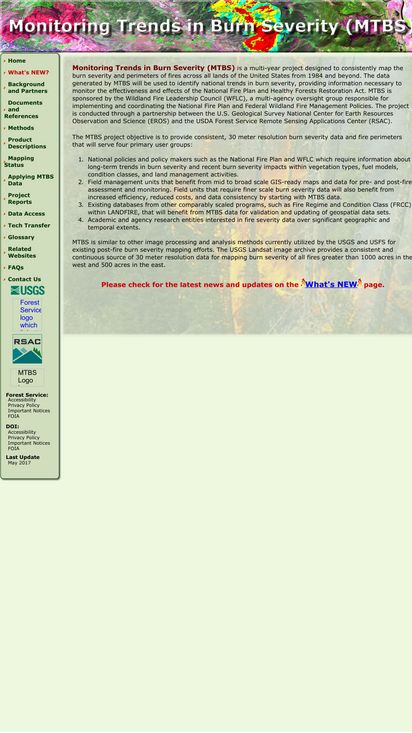 Monitoring Trends in Burn Severity (MTBS
Home
What's NEW?
Background
and Partners
Documents
and
References
Methods
Product
Descriptions
Mapping
Status
Applying MTBS
Data
Project
Reports
Data Access
Tech Transfer
Glossary
Related
Websites
FAQs
Contact Us
USGS
Forest
Service
logo
which
RSAC
MTBS
Logo
Forest Service:
Accessibility
Privacy Policy
Important Notices
FOIA
DOI:
Accessibility
Privacy Policy
Important Notices
FOIA
Last Update
May 2017
Monitoring Trends in Burn Severity (MTBS) is a multi-year project designed to consistently map the
burn severity and perimeters of fires across all lands of the United States from 1984 and beyond. The data
generated by MTBS will be used to identify national trends in burn severity, providing information necessary to
monitor the effectiveness and effects of the National Fire Plan and Healthy Forests Restoration Act. MTBS is
sponsored by the Wildland Fire Leadership Council (WFLC), a multi-agency oversight group responsible for
implementing and coordinating the National Fire Plan and Federal Wildland Fire Management Policies. The project
is conducted through a partnership between the U.S. Geological Survey National Center for Earth Resources
Observation and Science (EROS) and the USDA Forest Service Remote Sensing Applications Center (RSAC).
The MTBS project objective is to provide consistent, 30 meter resolution burn severity data and fire perimeters
that will serve four primary user groups:
1. National policies and policy makers such as the National Fire Plan and WFLC which require information about
long-term trends in burn severity and recent burn severity impacts within vegetation types, fuel models,
condition classes, and land management activities.
2. Field management units that benefit from mid to broad scale GIS-ready maps and data for pre- and post-fire
assessment and monitoring. Field units that require finer scale burn severity data will also benefit from
increased efficiency, reduced costs, and data consistency by starting with MTBS data.
3. Existing databases from other comparably scaled programs, such as Fire Regime and Condition Class (FRCC)
within LANDFIRE, that will benefit from MTBS data for validation and updating of geospatial data sets.
4. Academic and agency research entities interested in fire severity data over significant geographic and
temporal extents.
MTBS is similar to other image processing and analysis methods currently utilized by the USGS and USFS for
existing post-fire burn severity mapping efforts. The USGS Landsat image archive provides a consistent and
continuous source of 30 meter resolution data for mapping burn severity of all fires greater than 1000 acres in the
west and 500 acres in the east.
Please check for the latest news and updates on the What's NEW page.